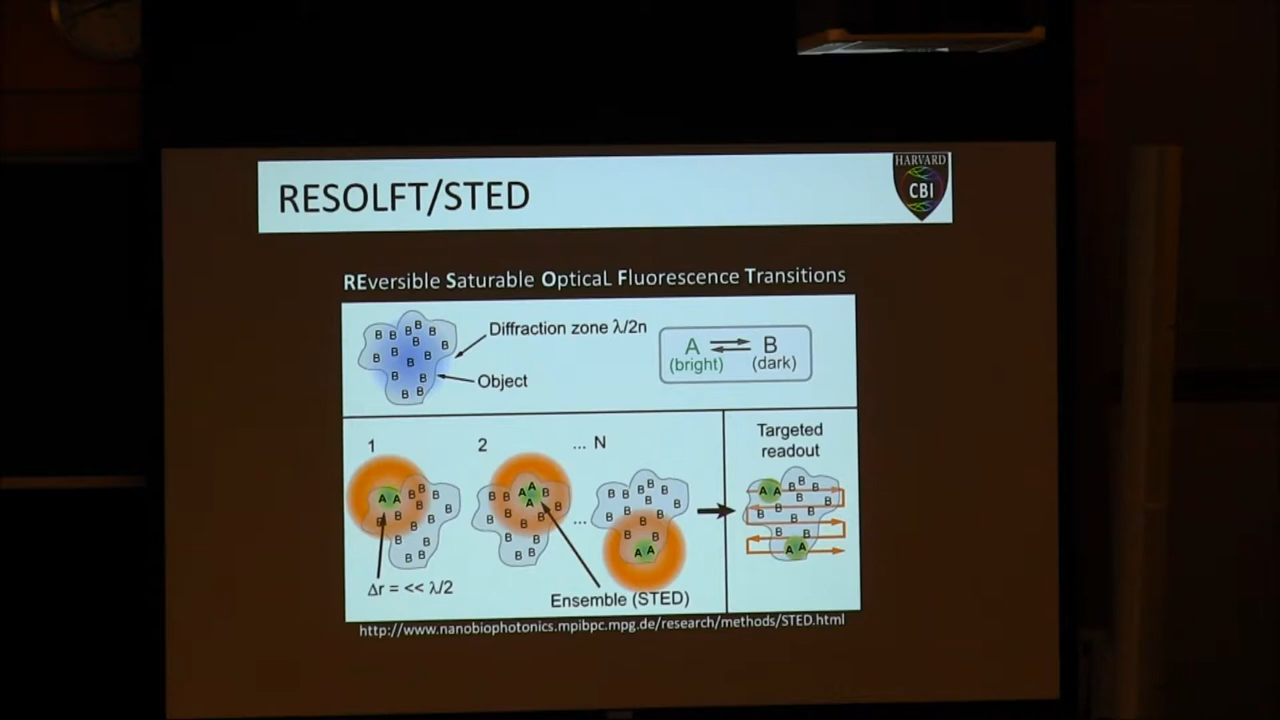 RESOLFT/STED
HARVARD
CBI
REversible Saturable OpticaL Fluorescence Transitions
B B B B B
B B B
B B B B
B B
B B
Diffraction zone λ/2n
Object
A ⇌ B
(bright) (dark)
1 2 ... N
Targeted
readout
A A B B B
B B
B B B
B B
B B
B B A A B
A B
B B B
B B
B B
B B B B
B B
B B B
B B
A A
...
A A B B B
B B
B B B
B B
A A
Δr = << λ/2
Ensemble (STED)
http://www.nanobiophotonics.mpibpc.mpg.de/research/methods/STED.html